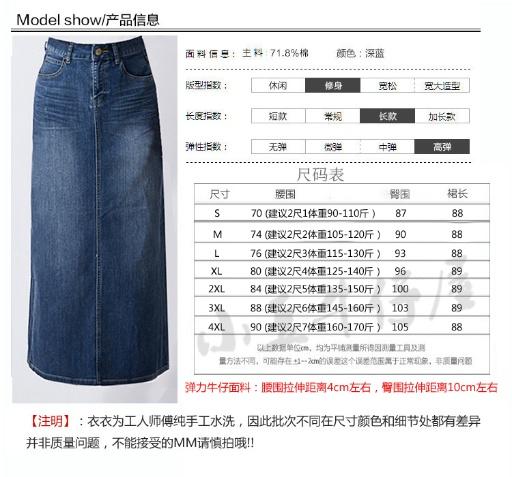 Model show/产品信息
面料信息： 主料：71.8%棉 颜色：深蓝
版型指数： 休闲 修身 宽松 宽大造型
长度指数： 短款 常规 长款 加长款
弹性指数： 无弹 微弹 中弹 高弹
尺码表
尺寸 腰围 臀围 裙长
S 70 (建议2尺1体重90-110斤） 87 88
M 74 (建议2尺2体重105-120斤） 90 88
L 76 (建议2尺3体重115-130斤） 93 88
XL 80 (建议2尺4体重125-140斤） 96 89
2XL 84 (建议2尺5体重135-150斤） 100 89
3XL 88 (建议2尺6体重145-160斤） 103 89
4XL 90 (建议2尺7体重160-170斤） 105 88
以上数据单位cm，均为平铺测量所得因测量工具及测
量方法不同，可能存在±1--2cm的误差这个误差范围属于正常现象，非质量问题
弹力牛仔面料：腰围拉伸距离4cm左右，臀围拉伸距离10cm左右
【注明】：衣衣为工人师傅纯手工水洗，因此批次不同在尺寸颜色和细节处都有差异
并非质量问题，不能接受的MM请慎拍哦!!